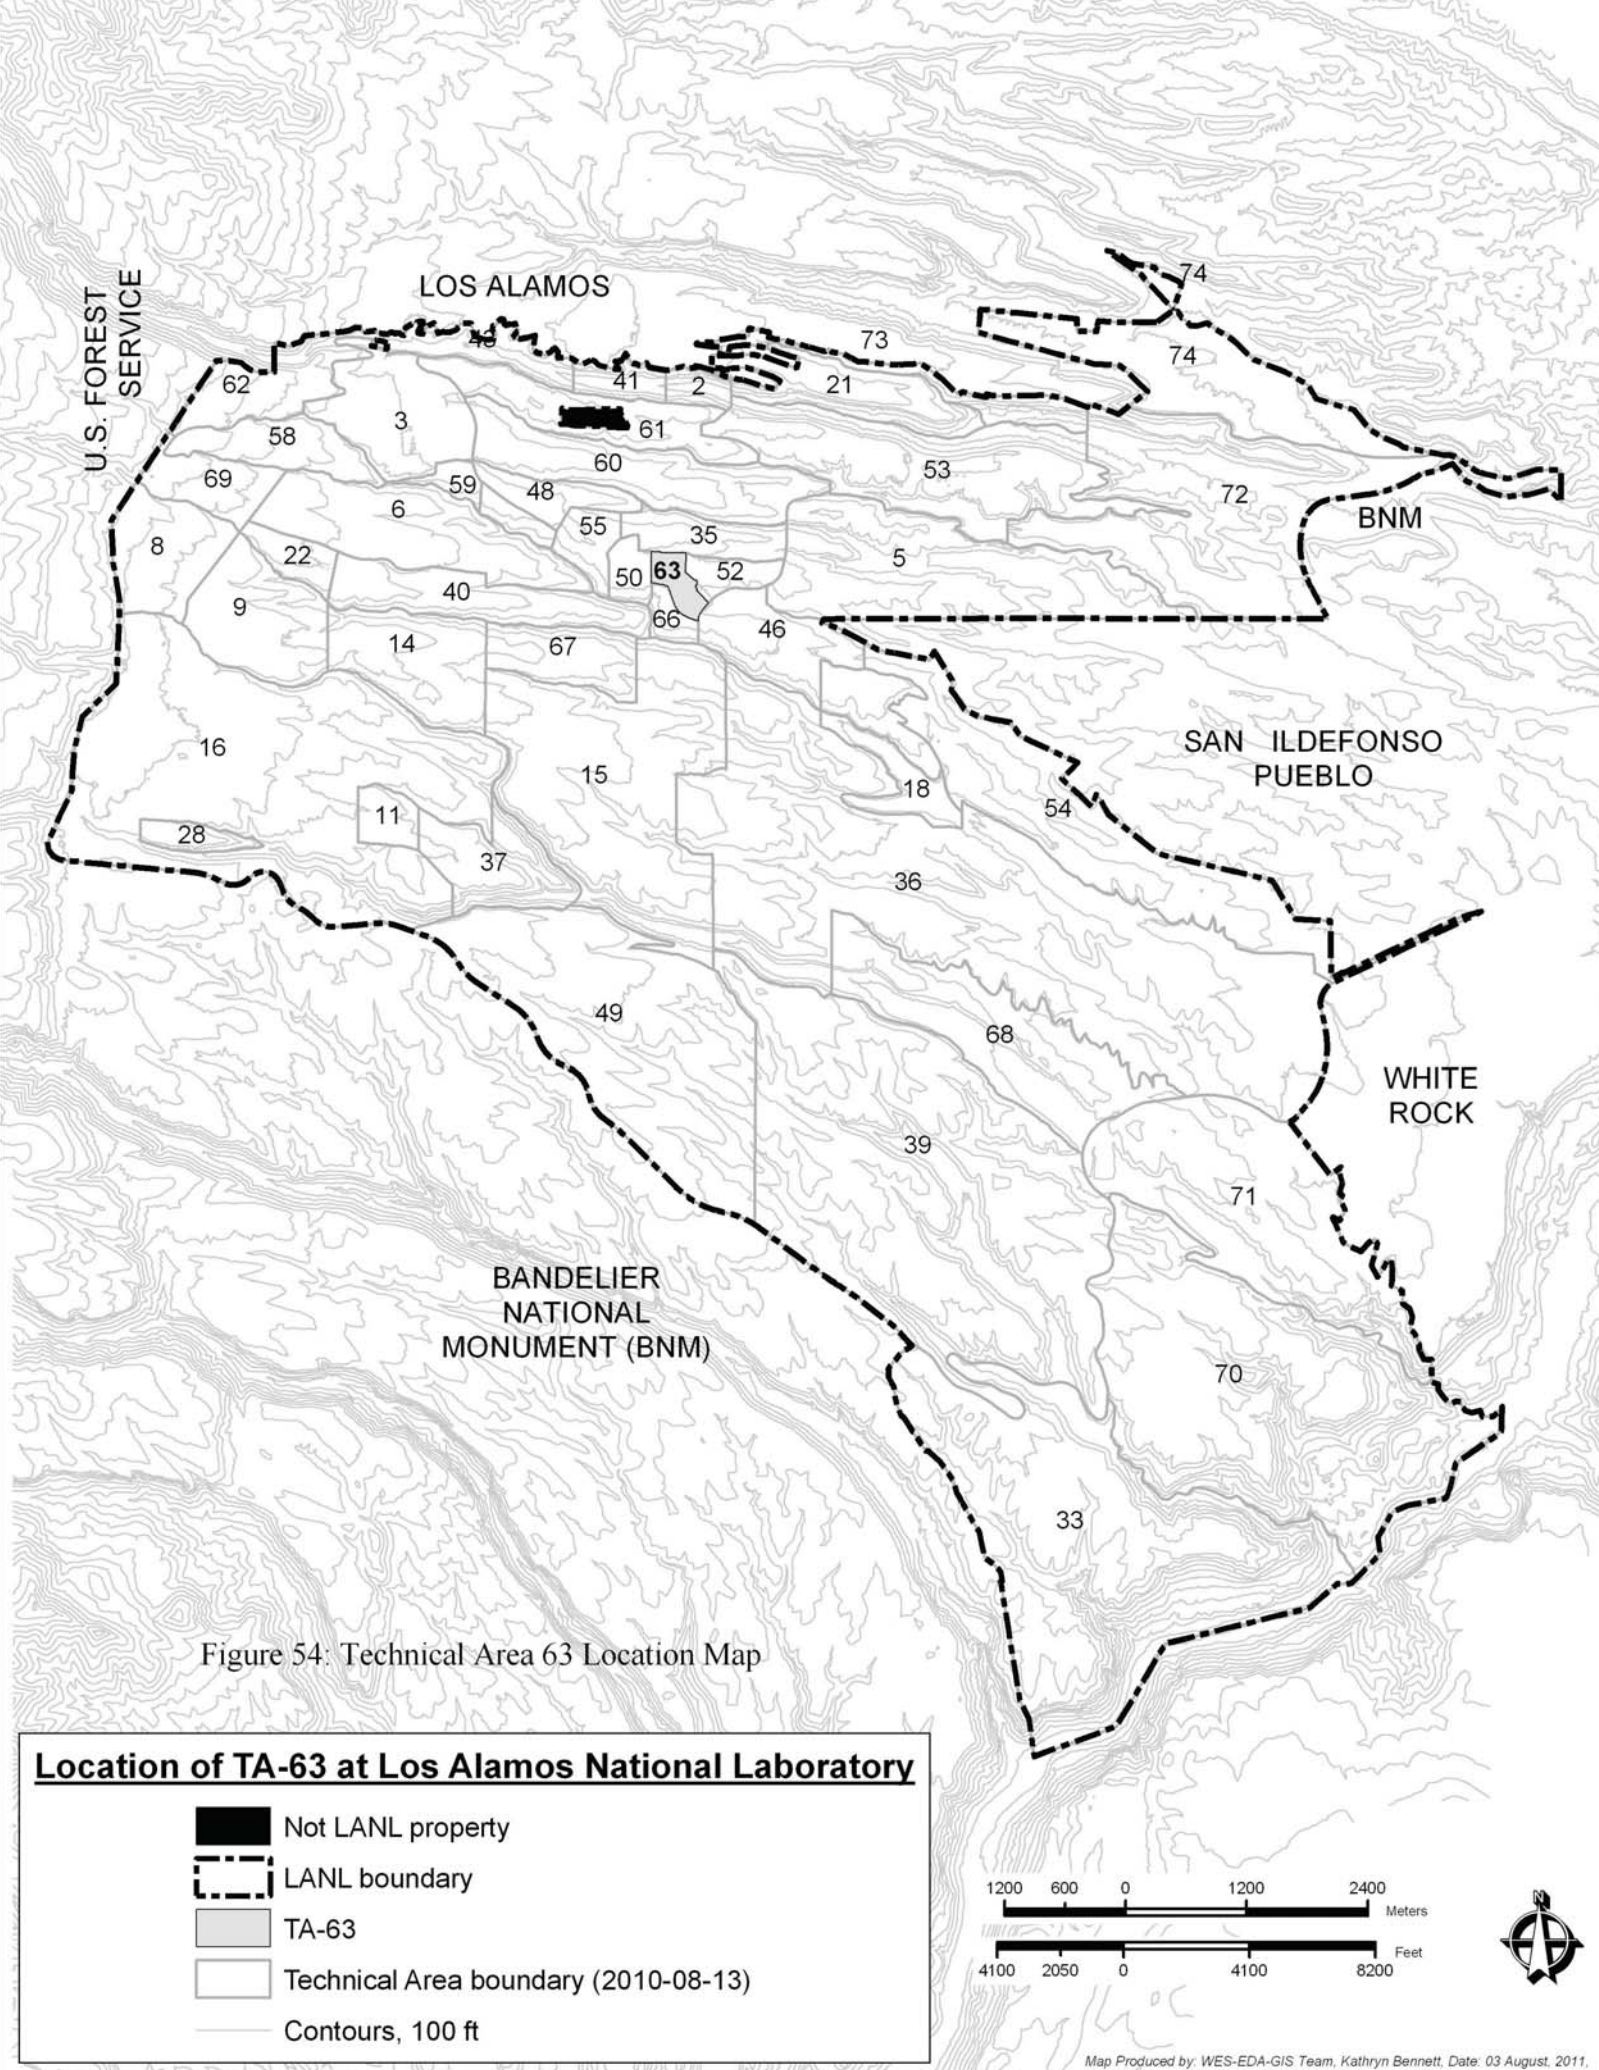 LOS ALAMOS
U.S. FOREST
SERVICE
74
73
43
74
62
41
2
21
3
58
61
60
53
69
59
48
72
6
BNM
55
35
8
22
5
50
63
52
40
9
66
46
14
67
16
SAN ILDEFONSO
PUEBLO
15
18
54
11
28
37
36
49
68
WHITE
ROCK
39
71
BANDELIER
NATIONAL
MONUMENT (BNM)
70
33
Figure 54: Technical Area 63 Location Map
Location of TA-63 at Los Alamos National Laboratory
Not LANL property
LANL boundary
TA-63
Technical Area boundary (2010-08-13)
Contours, 100 ft
1200 600 0 1200 2400
Meters
Feet
4100 2050 0 4100 8200
N
Map Produced by: WES-EDA-GIS Team, Kathryn Bennett, Date: 03 August, 2011,